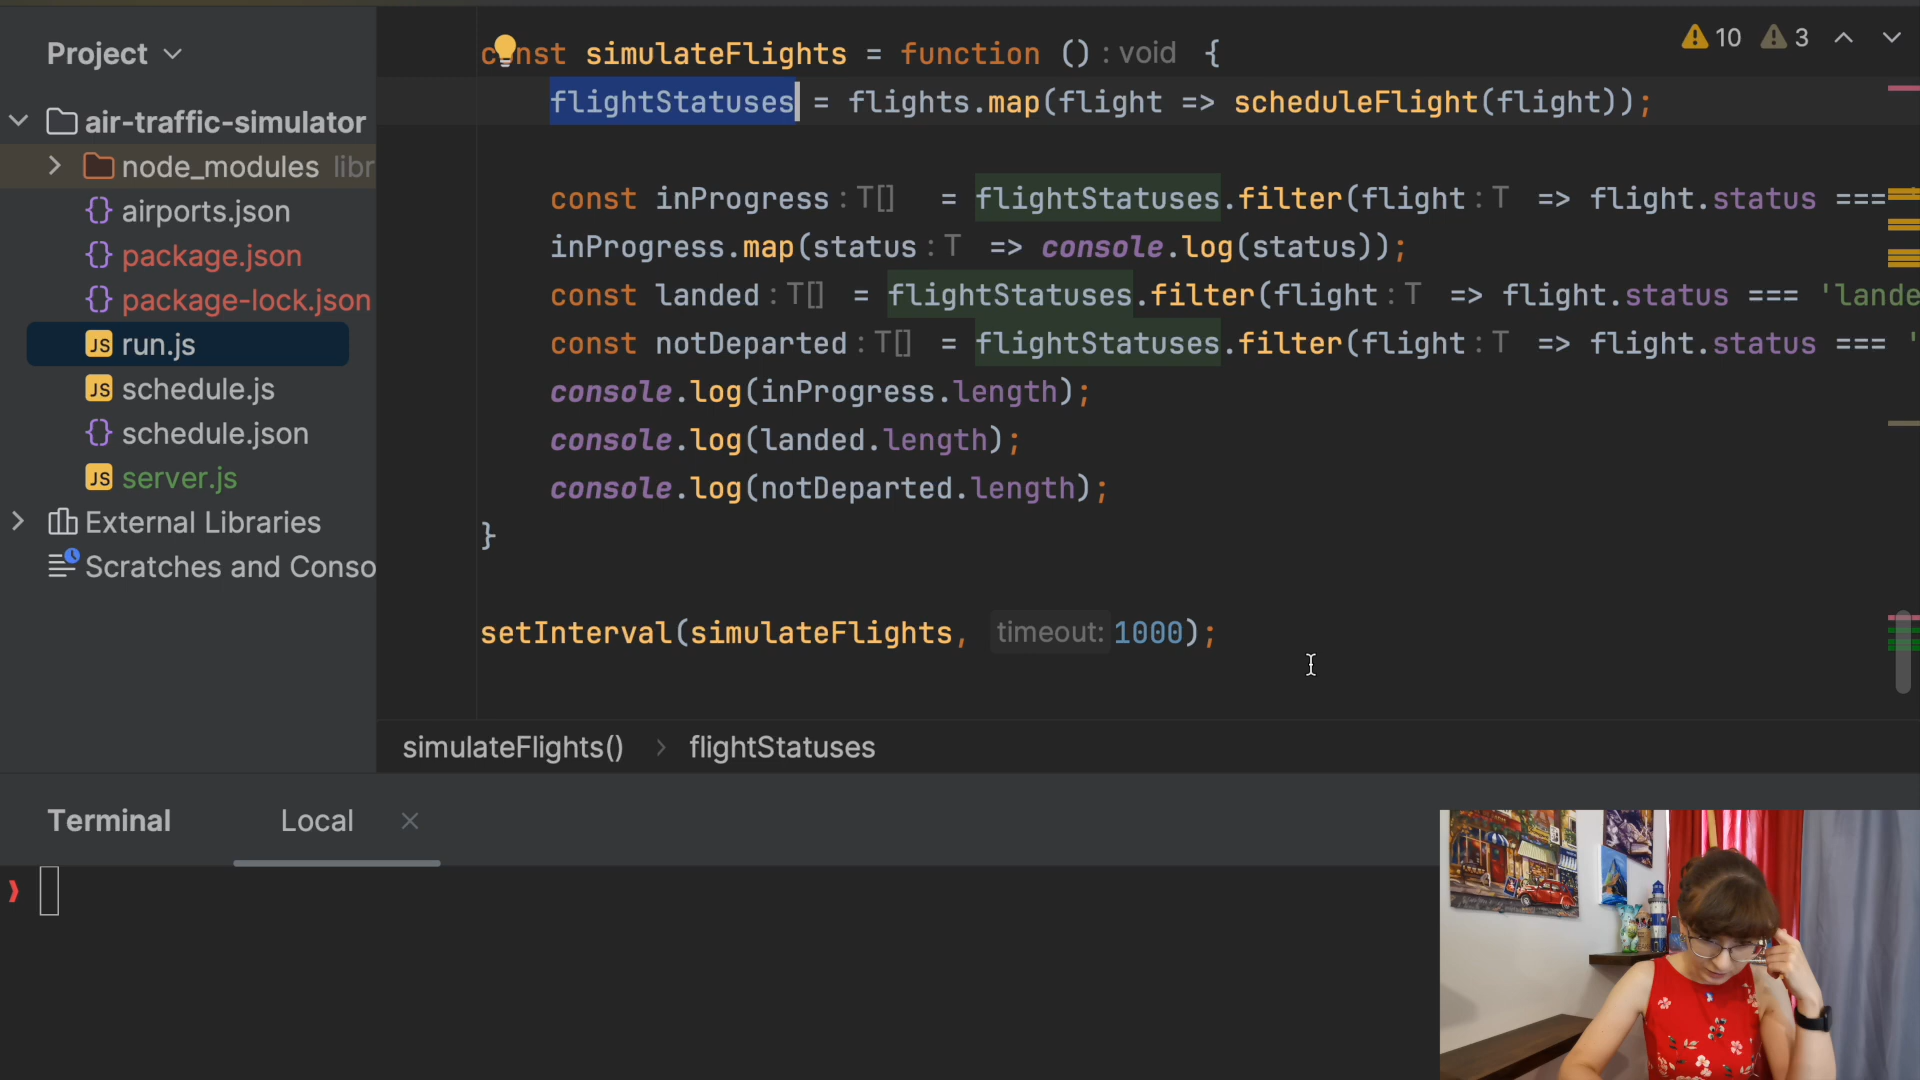 Project
air-traffic-simulator
node_modules libr
airports.json
package.json
package-lock.json
JS run.js
JS schedule.js
schedule.json
JS server.js
External Libraries
Scratches and Conso
10 3
const simulateFlights = function () : void {
flightStatuses = flights.map(flight => scheduleFlight(flight));
const inProgress : T[] = flightStatuses.filter(flight : T => flight.status ===
inProgress.map(status : T => console.log(status));
const landed : T[] = flightStatuses.filter(flight : T => flight.status === 'lande
const notDeparted : T[] = flightStatuses.filter(flight : T => flight.status === '
console.log(inProgress.length);
console.log(landed.length);
console.log(notDeparted.length);
}
setInterval(simulateFlights, timeout: 1000);
simulateFlights() > flightStatuses
Terminal Local ×